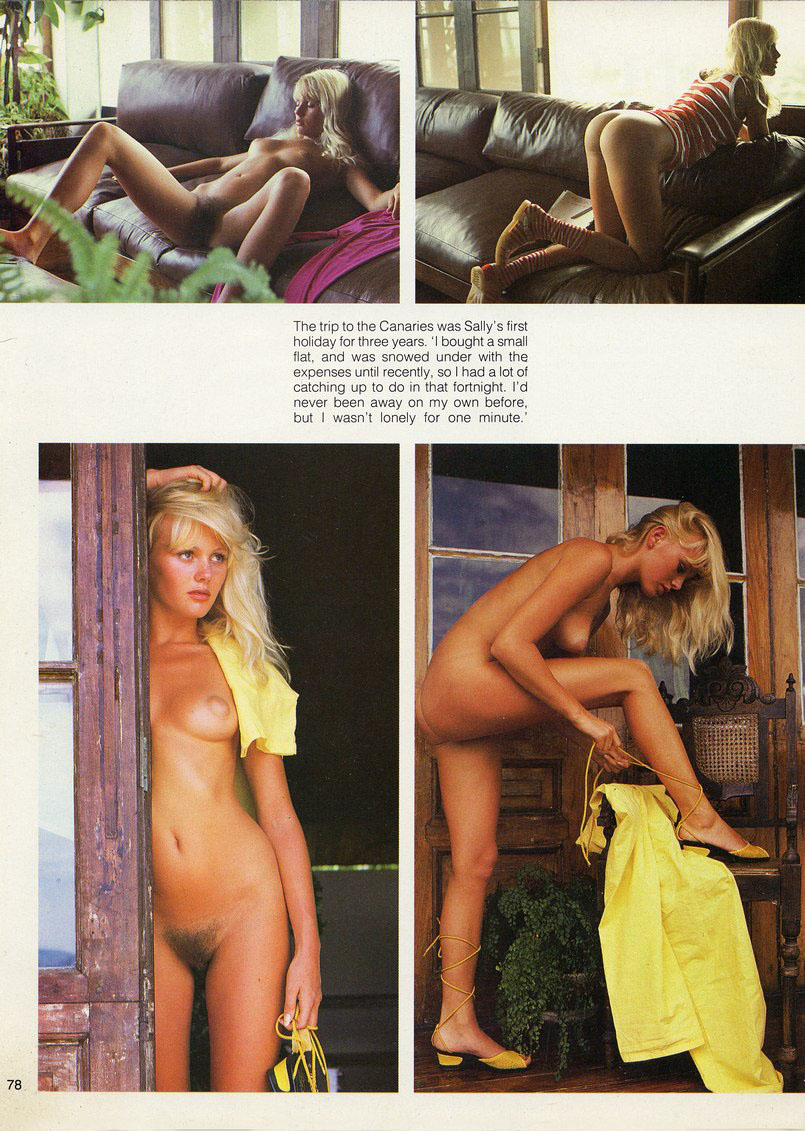 The trip to the Canaries was Sally's first
holiday for three years. 'I bought a small
flat, and was snowed under with the
expenses until recently, so I had a lot of
catching up to do in that fortnight. I'd
never been away on my own before,
but I wasn't lonely for one minute.'
78